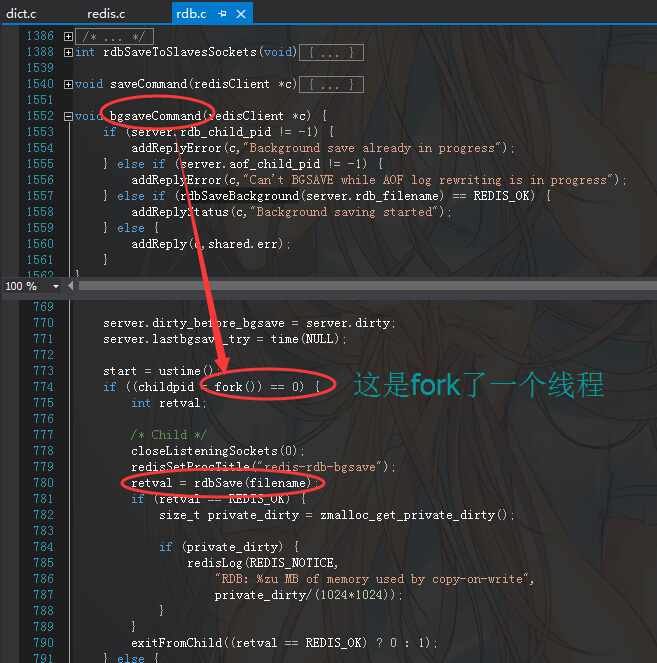 dict.c redis.c rdb.c
1386 /* ... */
1388 int rdbSaveToSlavesSockets(void) { ... }
1539
1540 void saveCommand(redisClient *c) { ... }
1551
1552 void bgsaveCommand(redisClient *c) {
1553 if (server.rdb_child_pid != -1) {
1554 addReplyError(c,"Background save already in progress");
1555 } else if (server.aof_child_pid != -1) {
1556 addReplyError(c,"Can't BGSAVE while AOF log rewriting is in progress");
1557 } else if (rdbSaveBackground(server.rdb_filename) == REDIS_OK) {
1558 addReplyStatus(c,"Background saving started");
1559 } else {
1560 addReply(c,shared.err);
1561 }
1562 }
100 %
769
770 server.dirty_before_bgsave = server.dirty;
771 server.lastbgsave_try = time(NULL);
772
773 start = ustime();
774 if ((childpid = fork()) == 0) { 这是fork了一个线程
775 int retval;
776
777 /* Child */
778 closeListeningSockets(0);
779 redisSetProcTitle("redis-rdb-bgsave");
780 retval = rdbSave(filename);
781 if (retval == REDIS_OK) {
782 size_t private_dirty = zmalloc_get_private_dirty();
783
784 if (private_dirty) {
785 redisLog(REDIS_NOTICE,
786 "RDB: %zu MB of memory used by copy-on-write",
787 private_dirty/(1024*1024));
788 }
789 }
790 exitFromChild((retval == REDIS_OK) ? 0 : 1);
791 } else {